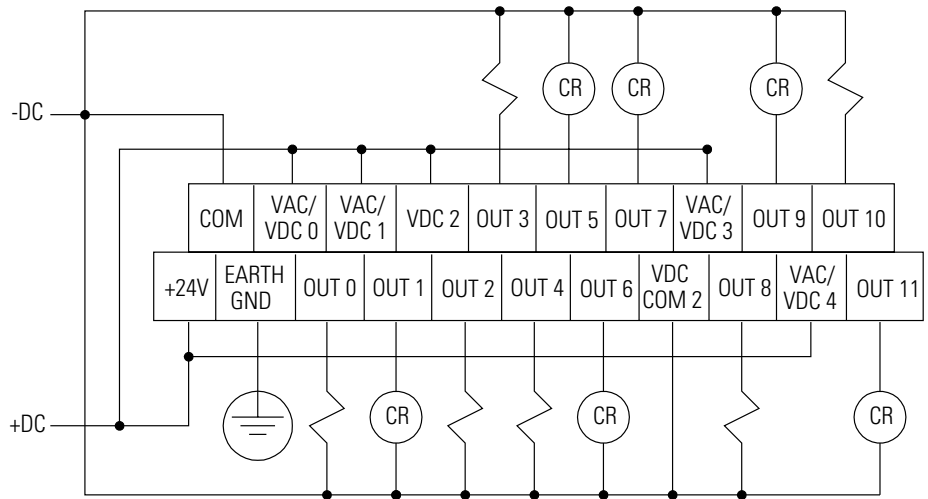 CR CR CR
-DC
COM VAC/ VDC 0 VAC/ VDC 1 VDC 2 OUT 3 OUT 5 OUT 7 VAC/ VDC 3 OUT 9 OUT 10
+24V EARTH GND OUT 0 OUT 1 OUT 2 OUT 4 OUT 6 VDC COM 2 OUT 8 VAC/ VDC 4 OUT 11
+DC CR CR CR